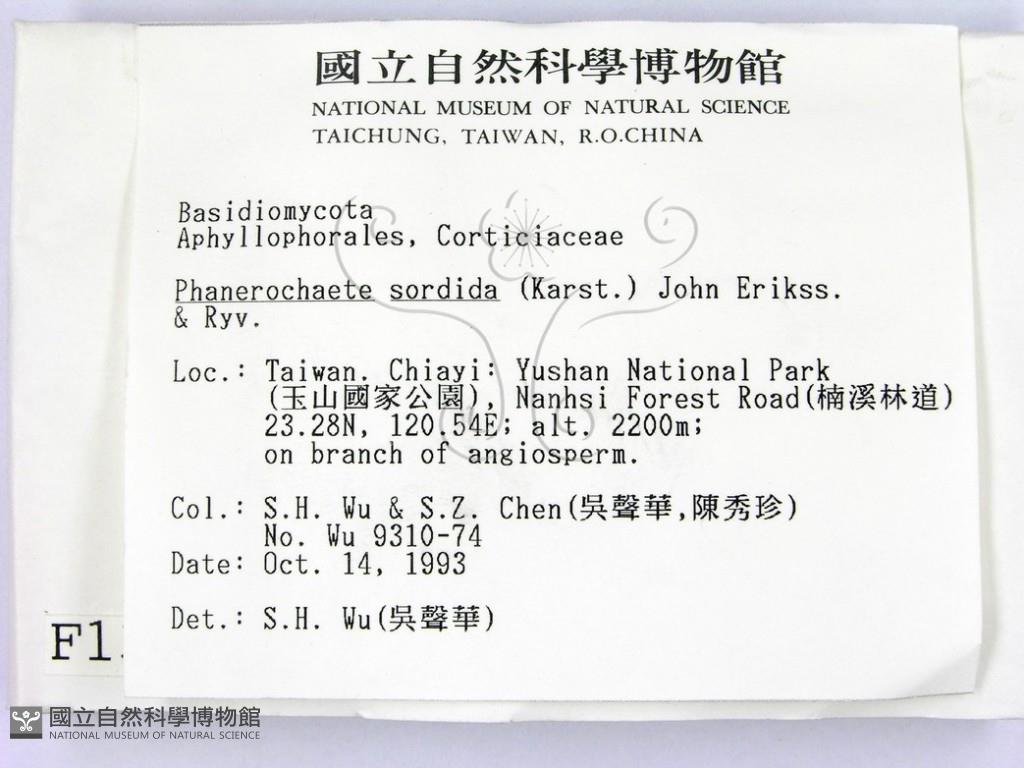 國立自然科學博物館
NATIONAL MUSEUM OF NATURAL SCIENCE
TAICHUNG, TAIWAN, R.O.CHINA
Basidiomycota
Aphyllophorales, Corticiaceae
Phanerochaete sordida (Karst.) John Erikss.
& Ryv.
Loc.: Taiwan. Chiayi: Yushan National Park
(玉山國家公園), Nanhsi Forest Road(楠溪林道)
23.28N, 120.54E; alt. 2200m;
on branch of angiosperm.
Col.: S.H. Wu & S.Z. Chen(吳聲華,陳秀珍)
No. Wu 9310-74
Date: Oct. 14, 1993
Det.: S.H. Wu(吳聲華)
F1
國立自然科學博物館
NATIONAL MUSEUM OF NATURAL SCIENCE